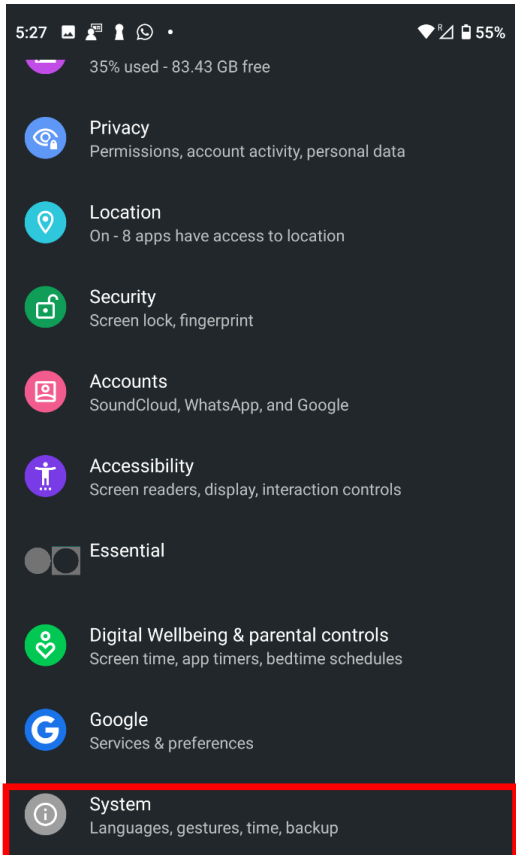 5:27 R 55%
35% used - 83.43 GB free
Privacy
Permissions, account activity, personal data
Location
On - 8 apps have access to location
Security
Screen lock, fingerprint
Accounts
SoundCloud, WhatsApp, and Google
Accessibility
Screen readers, display, interaction controls
Essential
Digital Wellbeing & parental controls
Screen time, app timers, bedtime schedules
G Google
Services & preferences
System
Languages, gestures, time, backup